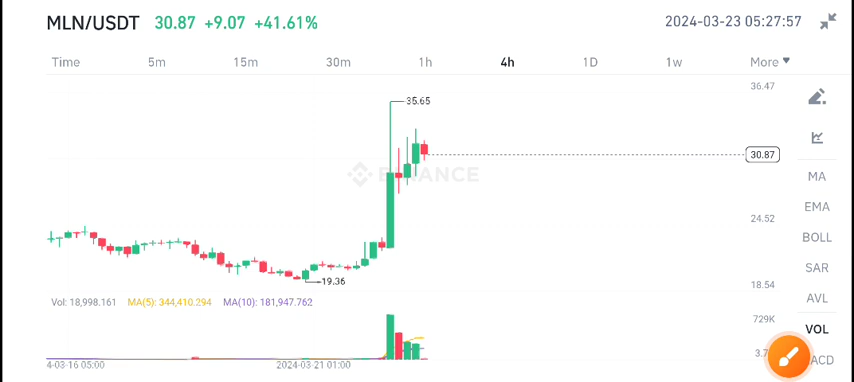 MLN/USDT 30.87 +9.07 +41.61% 2024-03-23 05:27:57
Time 5m 15m 30m 1h 4h 1D 1w More
36.47
35.65
30.87
BINANCE
24.52
19.36
18.54
MA
EMA
BOLL
SAR
AVL
VOL
Vol: 18,998.161 MA(5): 344,410.294 MA(10): 181,947.762
729K
4-03-16 05:00 2024-03-21 01:00